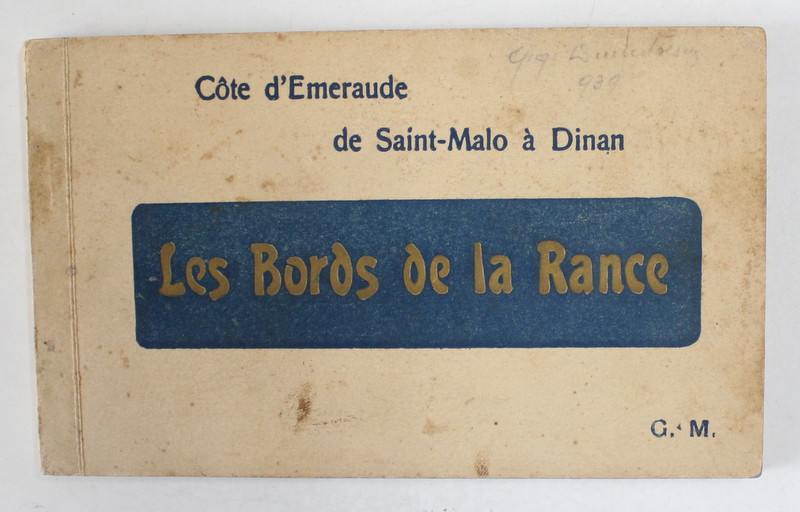 Côte d'Emeraude
de Saint-Malo à Dinan
Les Bords de la Rance
G. M.